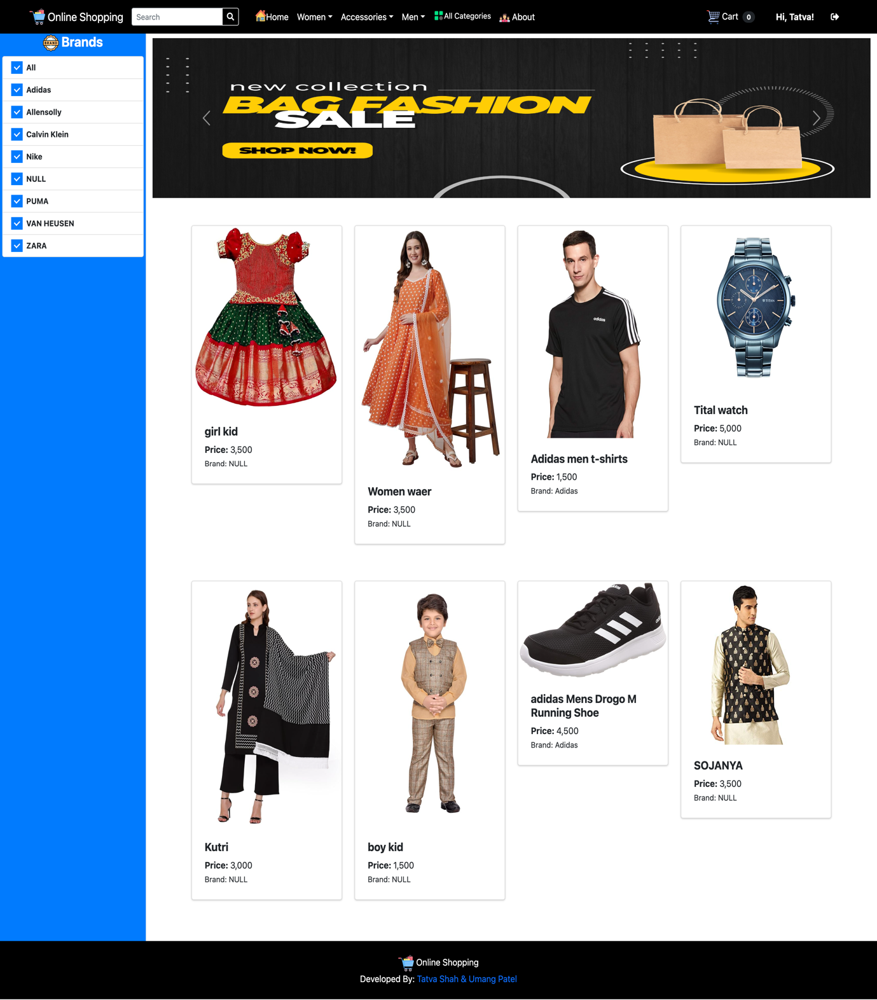 Online Shopping
Search
Home
Women
Accessories
Men
All Categories
About
Cart 0
Hi, Tatva!
BRAND
Brands
All
Adidas
Allensolly
Calvin Klein
Nike
NULL
PUMA
VAN HEUSEN
ZARA
new collection
BAG FASHION
SALE
SHOP NOW!
girl kid
Price: 3,500
Brand: NULL
Women waer
Price: 3,500
Brand: NULL
adidas
Adidas men t-shirts
Price: 1,500
Brand: Adidas
TITAN
Tital watch
Price: 5,000
Brand: NULL
Kutri
Price: 3,000
Brand: NULL
boy kid
Price: 1,500
Brand: NULL
adidas Mens Drogo M
Running Shoe
Price: 4,500
Brand: Adidas
SOJANYA
Price: 3,500
Brand: NULL
Online Shopping
Developed By: Tatva Shah & Umang Patel